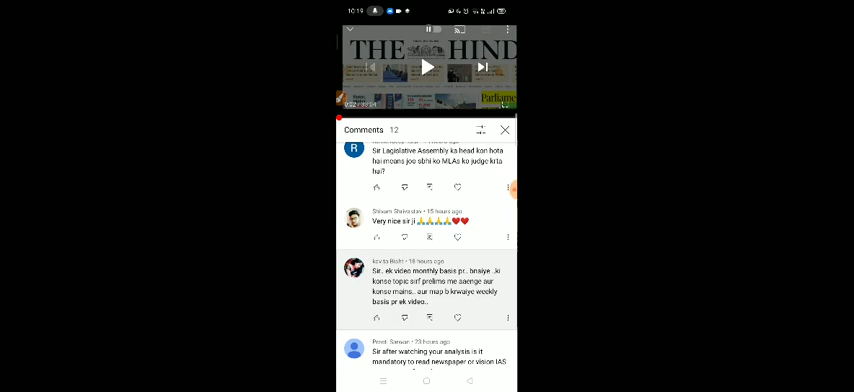 10:19
THE HIND
Parliame
0:02 / 35:04
Comments 12
Sir Lagislative Assembly ka head kon hota
hai means joo sbhi ko MLAs ko judge krta
hai?
Shivam Shrivastav • 15 hours ago
Very nice sir ji 🙏🙏🙏🙏❤️❤️
kavita Bisht • 18 hours ago
Sir.. ek video monthly basis pr.. bnaiye ..ki
konse topic sirf prelims me aaenge aur
konse mains.. aur map b krwaiye weekly
basis pr ek video..
Preeti Sarwan • 23 hours ago
Sir after watching your analysis is it
mandatory to read newspaper or vision IAS